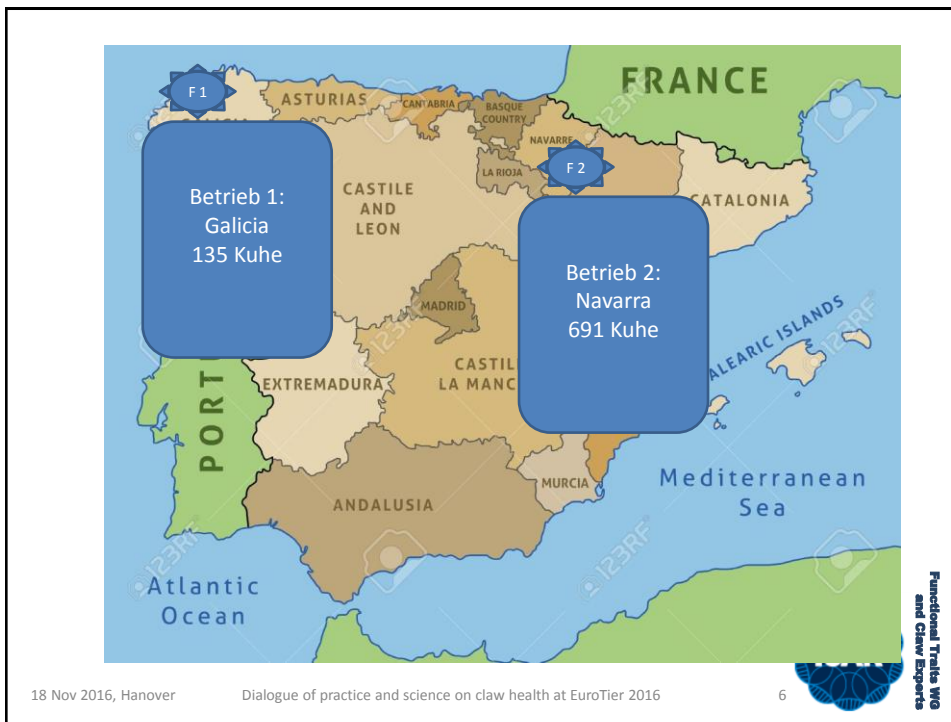 FRANCE
F 1
ASTURIAS
CANTABRIA
BASQUE
COUNTRY
NAVARRE
F 2
LA RIOJA
CASTILE
AND
LEON
CATALONIA
Betrieb 1:
Galicia
135 Kuhe
Betrieb 2:
Navarra
691 Kuhe
MADRID
ALEARIC ISLANDS
EXTREMADURA
CASTIL
LA MANC
PORT
MURCIA
ANDALUSIA
Mediterranean
Sea
Atlantic
Ocean
123RF
Functional Traits WG
and Claw Experts
18 Nov 2016, Hanover
Dialogue of practice and science on claw health at EuroTier 2016
6